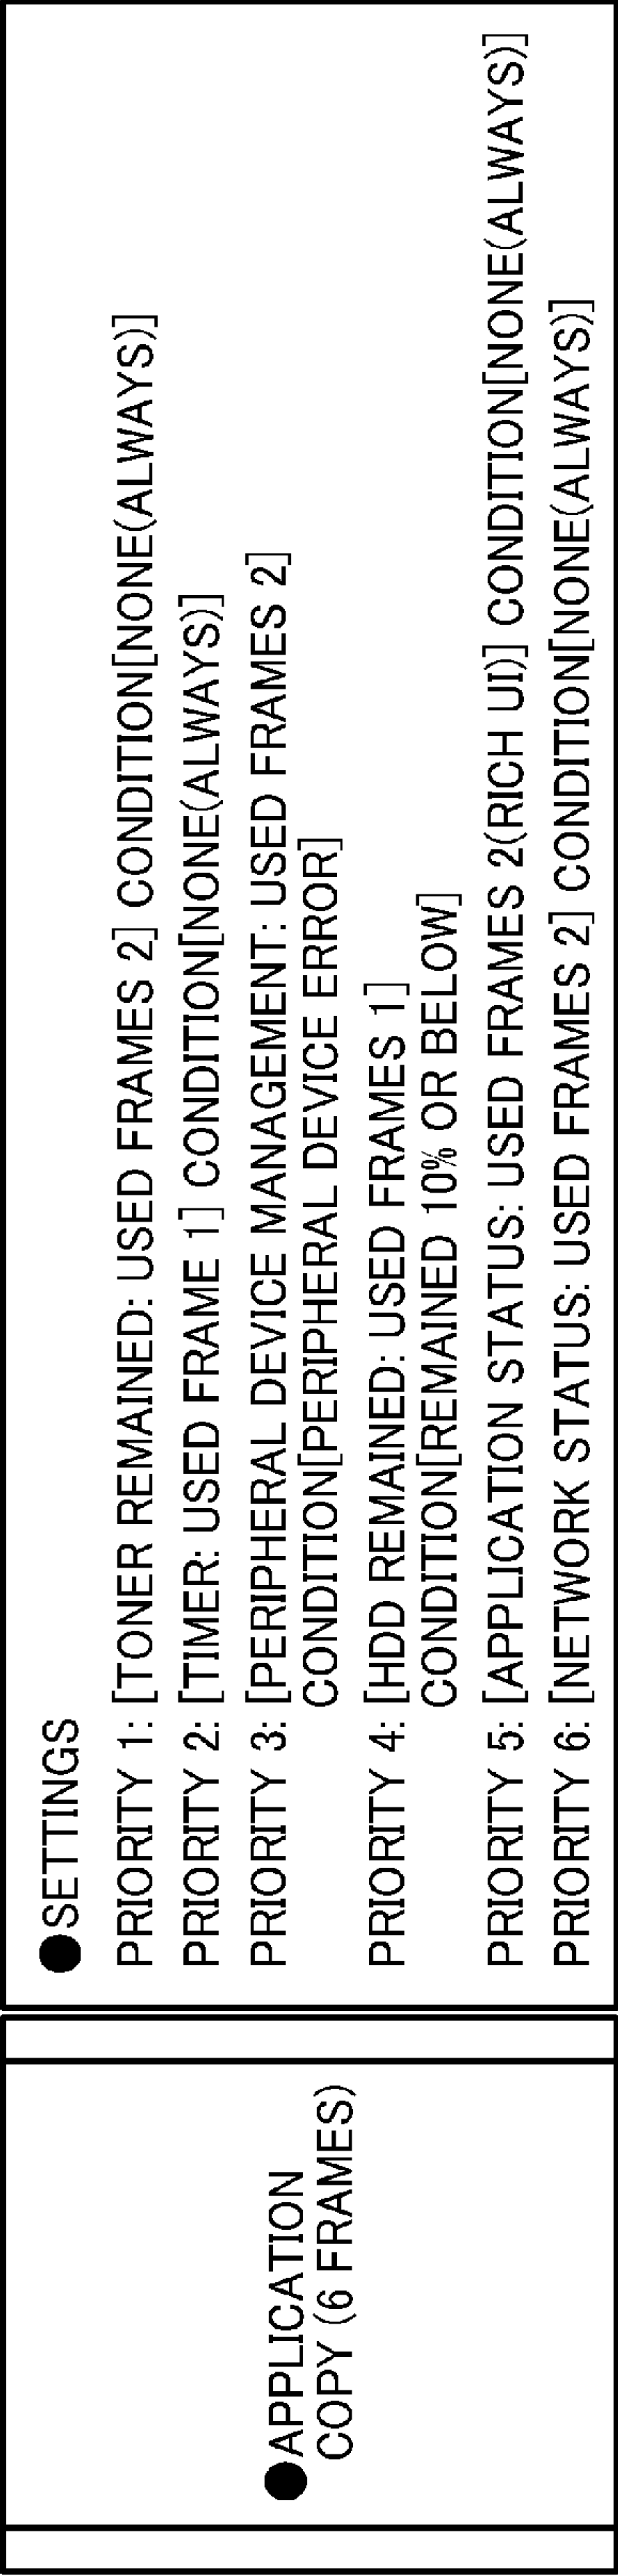 ●SETTINGS
PRIORITY 1: [TONER REMAINED: USED FRAMES 2] CONDITION[NONE(ALWAYS)]
PRIORITY 2: [TIMER: USED FRAME 1] CONDITION[NONE(ALWAYS)]
PRIORITY 3: [PERIPHERAL DEVICE MANAGEMENT: USED FRAMES 2]
CONDITION[PERIPHERAL DEVICE ERROR]
PRIORITY 4: [HDD REMAINED: USED FRAMES 1]
CONDITION[REMAINED 10% OR BELOW]
PRIORITY 5: [APPLICATION STATUS: USED FRAMES 2(RICH UI)] CONDITION[NONE(ALWAYS)]
PRIORITY 6: [NETWORK STATUS: USED FRAMES 2] CONDITION[NONE(ALWAYS)]
●APPLICATION
COPY (6 FRAMES)